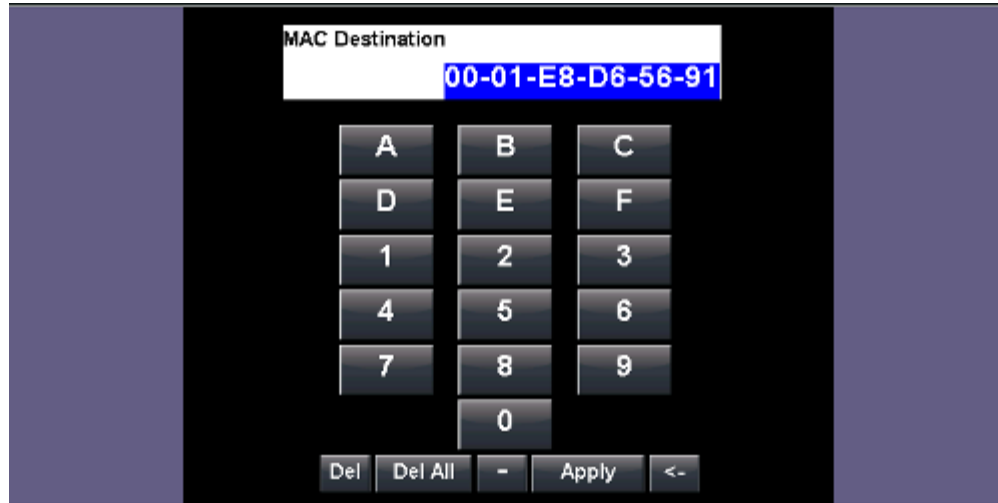 MAC Destination
00-01-E8-D6-56-91
A B C
D E F
1 2 3
4 5 6
7 8 9
0
Del Del All - Apply <-